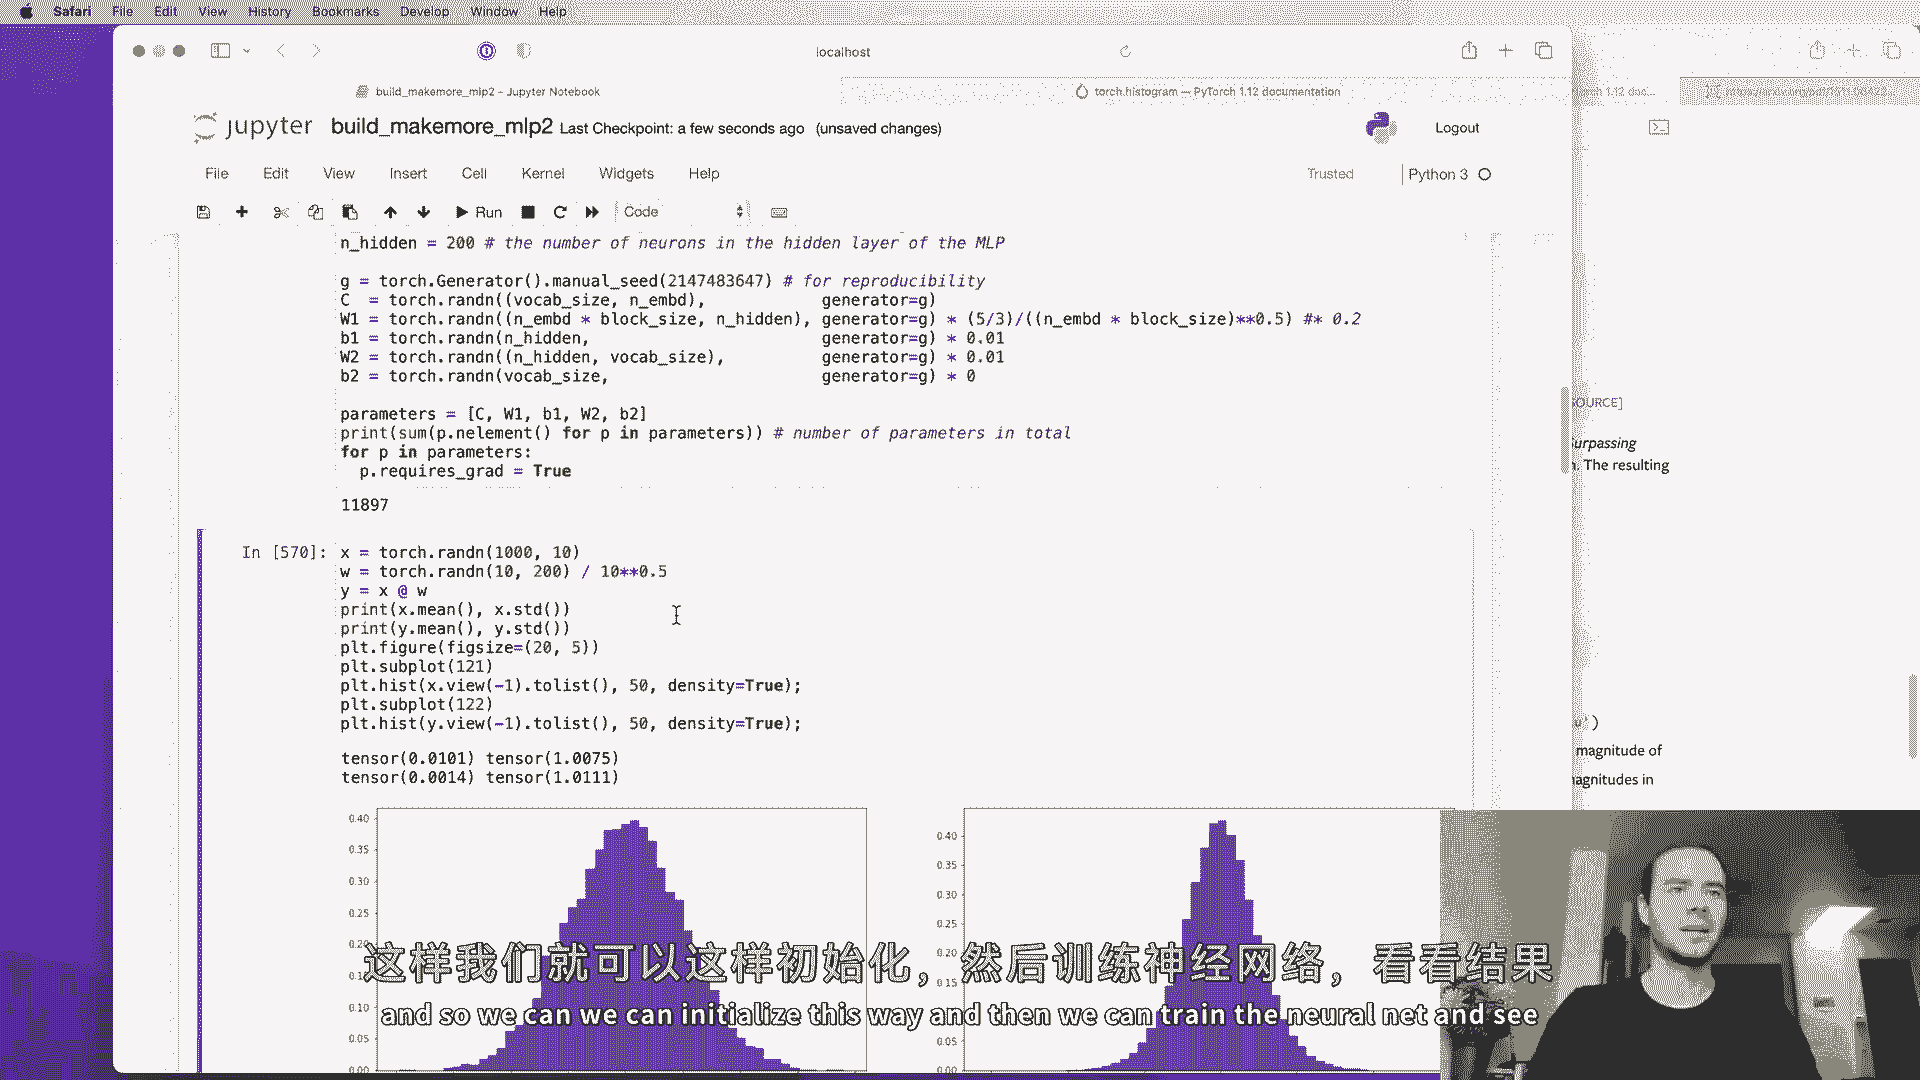 Safari File Edit View History Bookmarks Develop Window Help
localhost
build_makemore_mlp2 – Jupyter Notebook
torch.histogram — PyTorch 1.12 documentation
jupyter build_makemore_mlp2 Last Checkpoint: a few seconds ago (unsaved changes)
Logout
File Edit View Insert Cell Kernel Widgets Help
Trusted
Python 3
Run
Code
n_hidden = 200 # the number of neurons in the hidden layer of the MLP
g = torch.Generator().manual_seed(2147483647) # for reproducibility
C = torch.randn((vocab_size, n_embd), generator=g)
W1 = torch.randn((n_embd * block_size, n_hidden), generator=g) * (5/3)/((n_embd * block_size)**0.5) #* 0.2
b1 = torch.randn(n_hidden, generator=g) * 0.01
W2 = torch.randn((n_hidden, vocab_size), generator=g) * 0.01
b2 = torch.randn(vocab_size, generator=g) * 0
parameters = [C, W1, b1, W2, b2]
print(sum(p.nelement() for p in parameters)) # number of parameters in total
for p in parameters:
p.requires_grad = True
11897
In [570]: x = torch.randn(1000, 10)
w = torch.randn(10, 200) / 10**0.5
y = x @ w
print(x.mean(), x.std())
print(y.mean(), y.std())
plt.figure(figsize=(20, 5))
plt.subplot(121)
plt.hist(x.view(-1).tolist(), 50, density=True);
plt.subplot(122)
plt.hist(y.view(-1).tolist(), 50, density=True);
tensor(0.0101) tensor(1.0075)
tensor(0.0014) tensor(1.0111)
0.40
0.35
0.30
0.25
0.10
0.05
0.00
0.40
0.35
0.30
0.25
0.20
0.15
0.10
0.05
0.00
SOURCE]
urpassing
. The resulting
magnitude of
agnitudes in
这样我们就可以这样初始化，然后训练神经网络，看看结果
and so we can we can initialize this way and then we can train the neural net and see